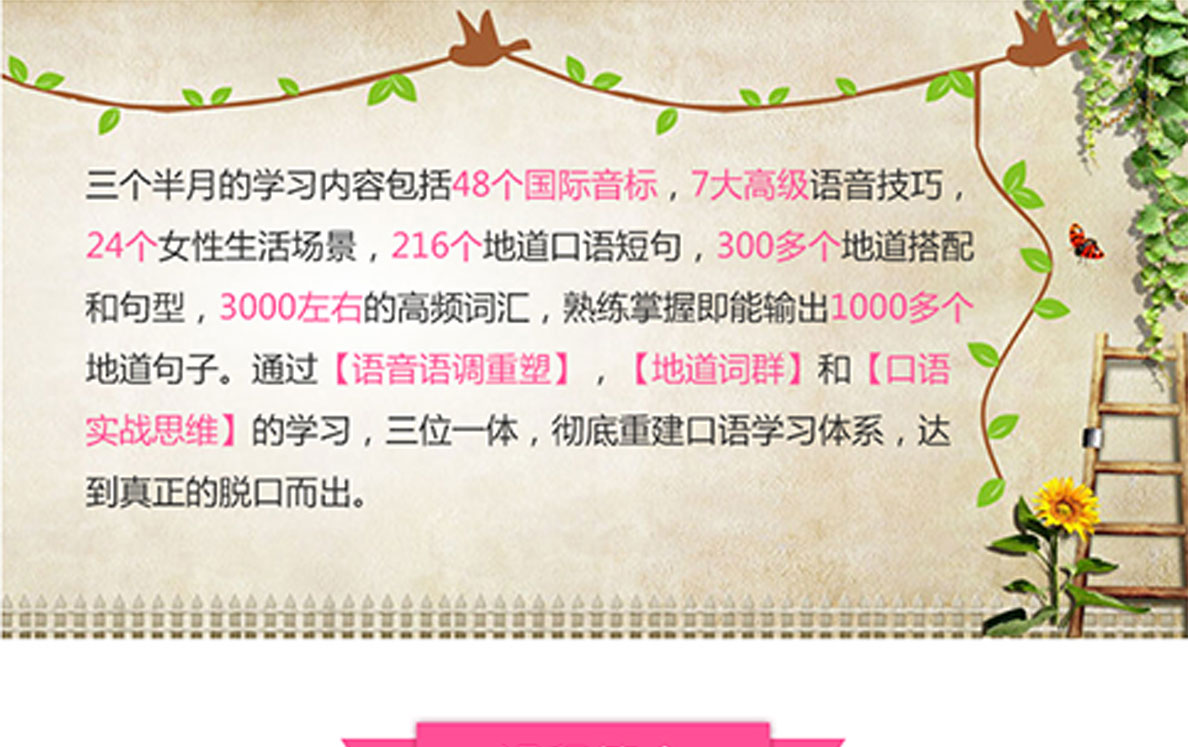 三个半月的学习内容包括48个国际音标，7大高级语音技巧，
24个女性生活场景，216个地道口语短句，300多个地道搭配
和句型，3000左右的高频词汇，熟练掌握即能输出1000多个
地道句子。通过【语音语调重塑】，【地道词群】和【口语
实战思维】的学习，三位一体，彻底重建口语学习体系，达
到真正的脱口而出。